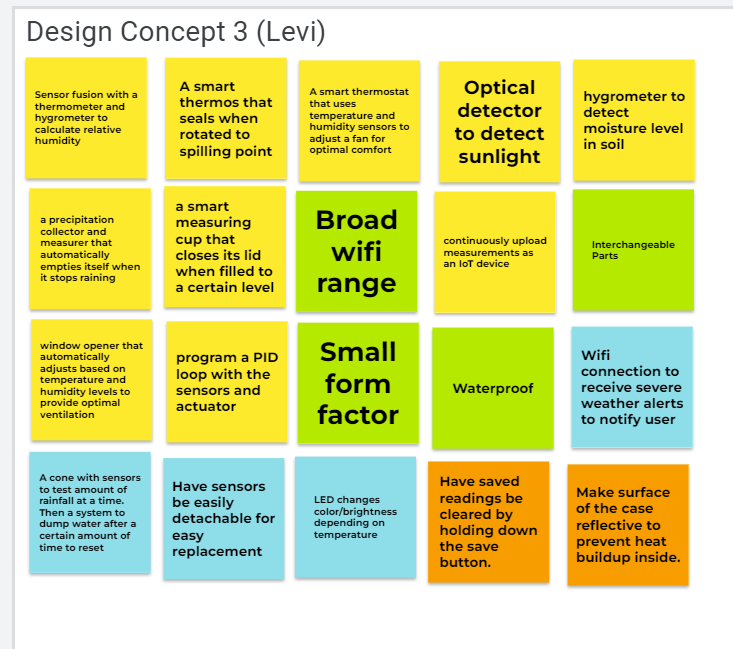 Design Concept 3 (Levi)
Sensor fusion with a
thermometer and
hygrometer to
calculate relative
humidity
A smart
thermos that
seals when
rotated to
spilling point
A smart thermostat
that uses
temperature and
humidity sensors to
adjust a fan for
optimal comfort
Optical
detector
to detect
sunlight
hygrometer to
detect
moisture level
in soil
a precipitation
collector and
measurer that
automatically
empties itself when
it stops raining
a smart
measuring
cup that
closes its lid
when filled to
a certain level
Broad
wifi
range
continuously upload
measurements as
an IoT device
Interchangeable
Parts
window opener that
automatically
adjusts based on
temperature and
humidity levels to
provide optimal
ventilation
program a PID
loop with the
sensors and
actuator
Small
form
factor
Waterproof
Wifi
connection to
receive severe
weather alerts
to notify user
A cone with sensors
to test amount of
rainfall at a time.
Then a system to
dump water after a
certain amount of
time to reset
Have sensors
be easily
detachable for
easy
replacement
LED changes
color/brightness
depending on
temperature
Have saved
readings be
cleared by
holding down
the save
button.
Make surface
of the case
reflective to
prevent heat
buildup inside.